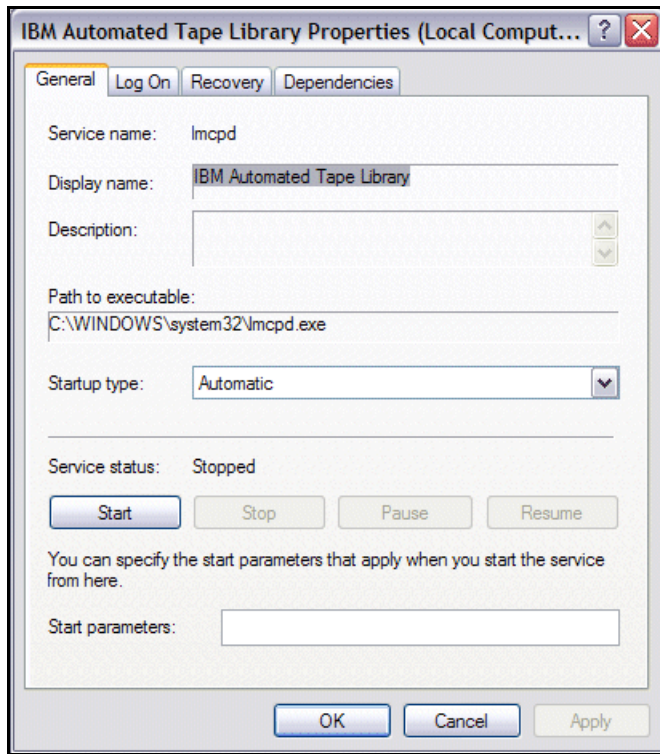 IBM Automated Tape Library Properties (Local Comput...
General Log On Recovery Dependencies
Service name: lmcpd
Display name: IBM Automated Tape Library
Description:
Path to executable:
C:\WINDOWS\system32\lmcpd.exe
Startup type: Automatic
Service status: Stopped
Start Stop Pause Resume
You can specify the start parameters that apply when you start the service
from here.
Start parameters:
OK Cancel Apply